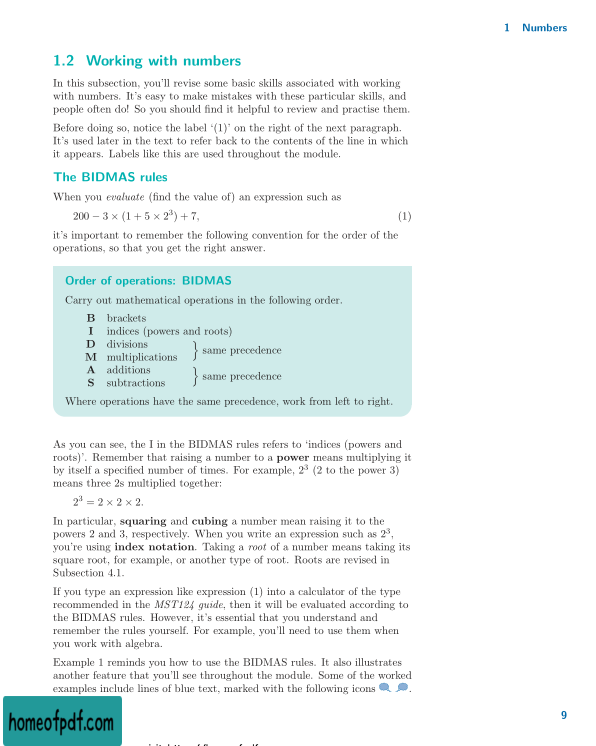 1 Numbers
1.2 Working with numbers
In this subsection, you'll revise some basic skills associated with working
with numbers. It's easy to make mistakes with these particular skills, and
people often do! So you should find it helpful to review and practise them.
Before doing so, notice the label ‘(1)’ on the right of the next paragraph.
It's used later in the text to refer back to the contents of the line in which
it appears. Labels like this are used throughout the module.
The BIDMAS rules
When you evaluate (find the value of) an expression such as
200 − 3 × (1 + 5 × 2³) + 7, (1)
it's important to remember the following convention for the order of the
operations, so that you get the right answer.
Order of operations: BIDMAS
Carry out mathematical operations in the following order.
B brackets
I indices (powers and roots)
D divisions
} same precedence
M multiplications
A additions
} same precedence
S subtractions
Where operations have the same precedence, work from left to right.
As you can see, the I in the BIDMAS rules refers to ‘indices (powers and
roots)’. Remember that raising a number to a power means multiplying it
by itself a specified number of times. For example, 2³ (2 to the power 3)
means three 2s multiplied together:
2³ = 2 × 2 × 2.
In particular, squaring and cubing a number mean raising it to the
powers 2 and 3, respectively. When you write an expression such as 2³,
you're using index notation. Taking a root of a number means taking its
square root, for example, or another type of root. Roots are revised in
Subsection 4.1.
If you type an expression like expression (1) into a calculator of the type
recommended in the MST124 guide, then it will be evaluated according to
the BIDMAS rules. However, it's essential that you understand and
remember the rules yourself. For example, you'll need to use them when
you work with algebra.
Example 1 reminds you how to use the BIDMAS rules. It also illustrates
another feature that you'll see throughout the module. Some of the worked
examples include lines of blue text, marked with the following icons .
homeofpdf.com
9